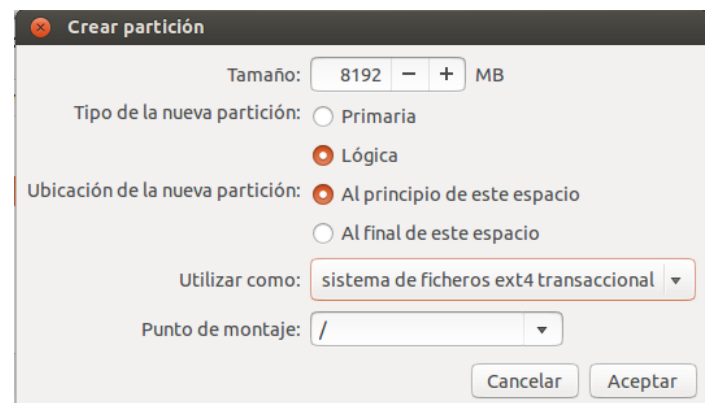 Crear partición
Tamaño: 8192 − + MB
Tipo de la nueva partición: Primaria
Lógica
Ubicación de la nueva partición: Al principio de este espacio
Al final de este espacio
Utilizar como: sistema de ficheros ext4 transaccional
Punto de montaje: /
Cancelar Aceptar